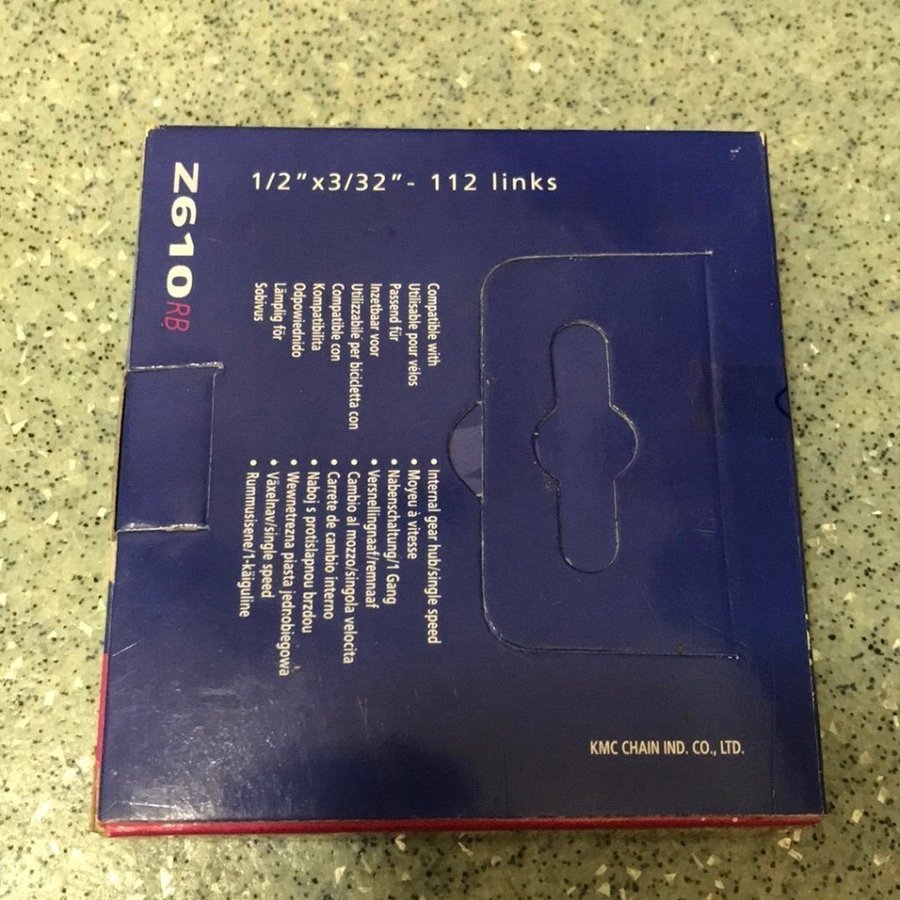 Z610RB
1/2”x3/32”- 112 links
Compatible with
Utilisable pour vélos
Passend für
Inzetbaar voor
Utilizzabile per bicicletta con
Compatible con
Kompatbilita
Odpowiednido
Lämplig för
Sobivus
• Internal gear hub/single speed
• Moyeu à vitesse
• Nabenschaltung/1 Gang
• Versnellingnaaf/remnaaf
• Cambio al mozzo/singola velocita
• Carrete de cambio interno
• Naboj s protislapnou brzdou
• Wewnetrezna piasta jednobiegowa
• Växelnav/single speed
• Rummusisene/1-käiguline
KMC CHAIN IND. CO., LTD.